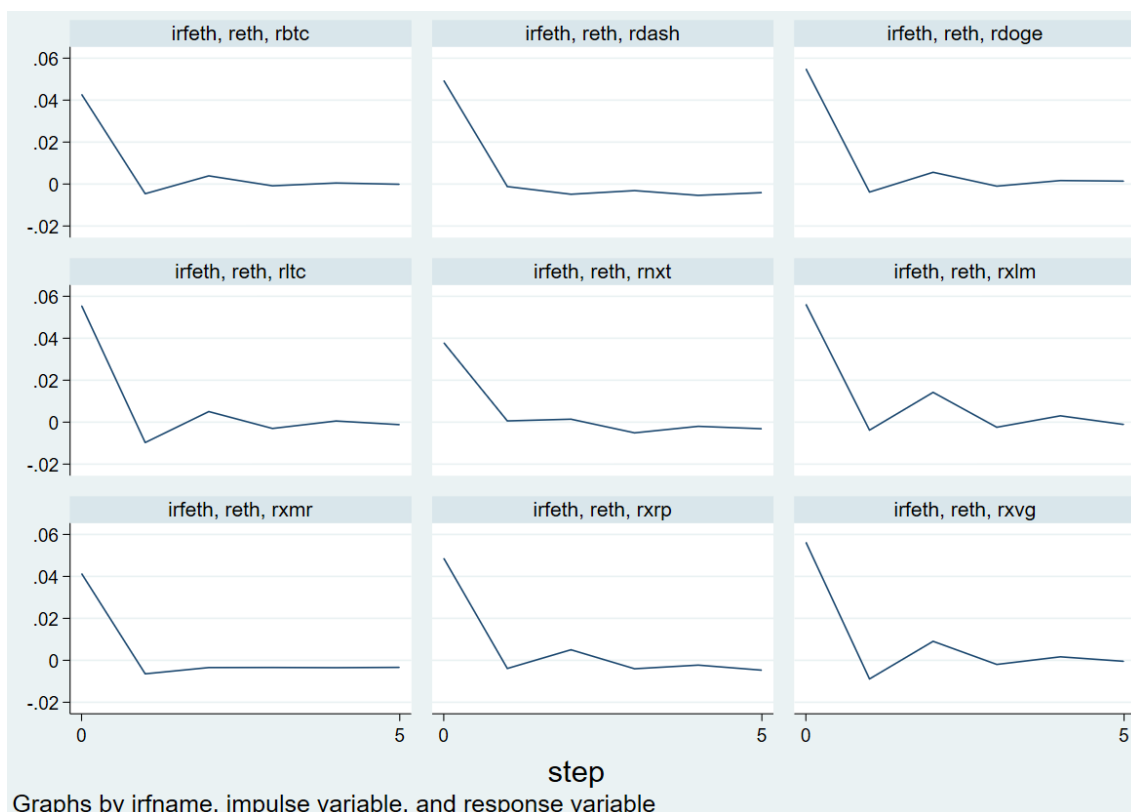 irfeth, reth, rbtc
irfeth, reth, rdash
irfeth, reth, rdoge
.06
.04
.02
0
-.02
irfeth, reth, rltc
irfeth, reth, rnxt
irfeth, reth, rxlm
.06
.04
.02
0
-.02
irfeth, reth, rxmr
irfeth, reth, rxrp
irfeth, reth, rxvg
.06
.04
.02
0
-.02
0 5
0 5
0 5
step
Graphs by irfname, impulse variable, and response variable